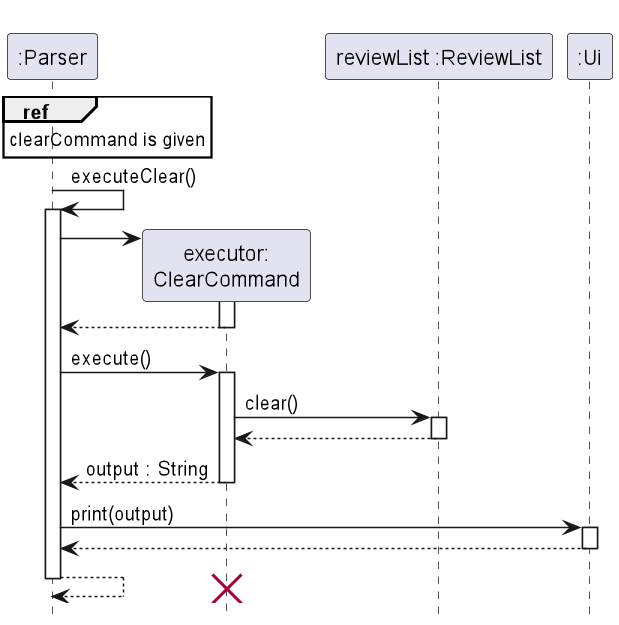 :Parser
reviewList :ReviewList
:Ui
ref
clearCommand is given
executeClear()
executor:
ClearCommand
execute()
clear()
output : String
print(output)